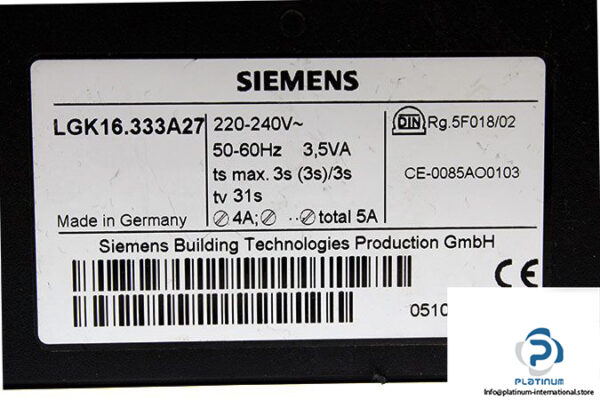 SIEMENS
LGK16.333A27
220-240V~
50-60Hz 3,5VA
ts max. 3s (3s)/3s
tv 31s
⊘ 4A; ⊘ ..⊘ total 5A
DIN Rg.5F018/02
CE-0085AO0103
Made in Germany
Siemens Building Technologies Production GmbH
CE
0510
PLATINUM
Info@platinum-international.store